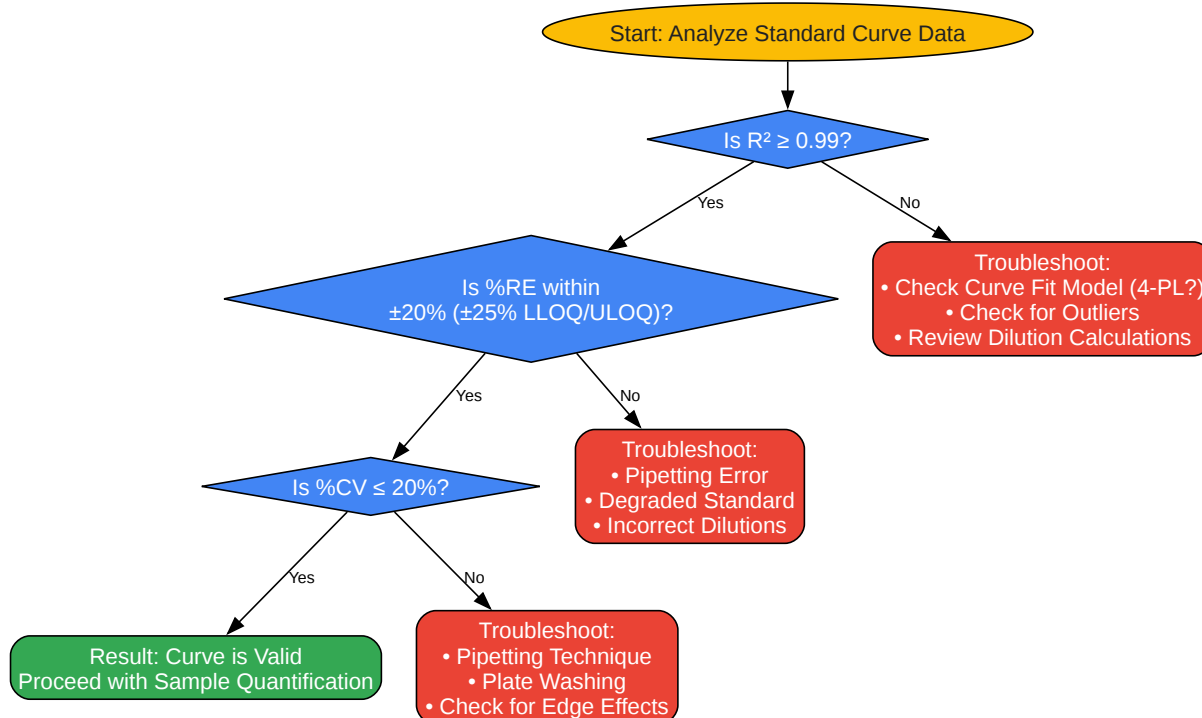 Start: Analyze Standard Curve Data
Is R² ≥ 0.99?
Yes
No
Is %RE within
±20% (±25% LLOQ/ULOQ)?
Troubleshoot:
• Check Curve Fit Model (4-PL?)
• Check for Outliers
• Review Dilution Calculations
Yes
No
Is %CV ≤ 20%?
Troubleshoot:
• Pipetting Error
• Degraded Standard
• Incorrect Dilutions
Yes
No
Result: Curve is Valid
Proceed with Sample Quantification
Troubleshoot:
• Pipetting Technique
• Plate Washing
• Check for Edge Effects